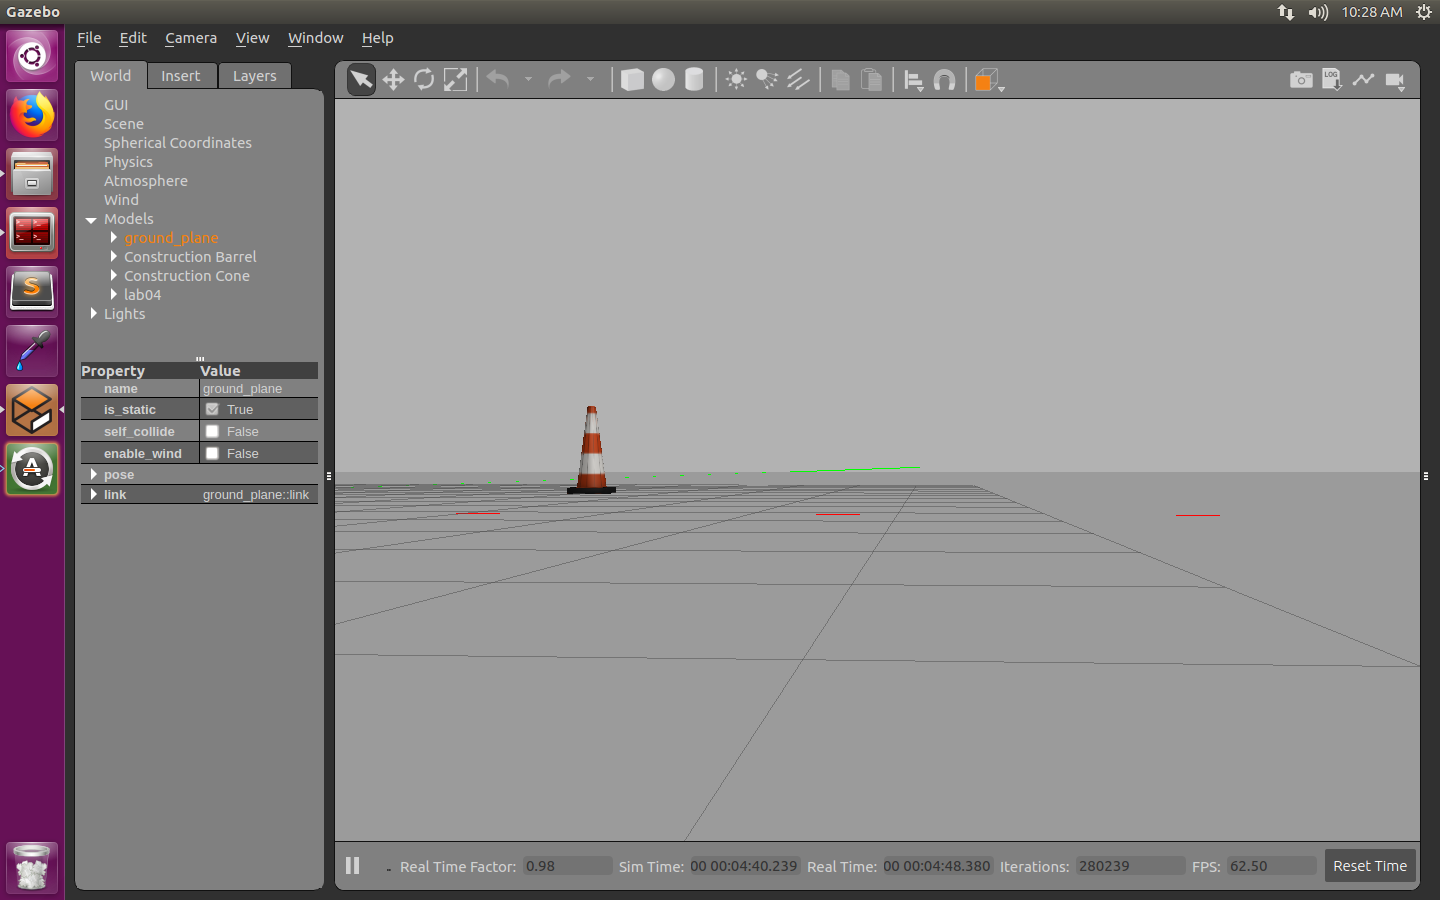 Gazebo
10:28 AM
File Edit Camera View Window Help
World Insert Layers
GUI
Scene
Spherical Coordinates
Physics
Atmosphere
Wind
Models
ground_plane
Construction Barrel
Construction Cone
lab04
Lights
Property Value
name ground_plane
is_static True
self_collide False
enable_wind False
pose
link ground_plane::link
LOG
S
A
Real Time Factor: 0.98 Sim Time: 00 00:04:40.239 Real Time: 00 00:04:48.380 Iterations: 280239 FPS: 62.50 Reset Time